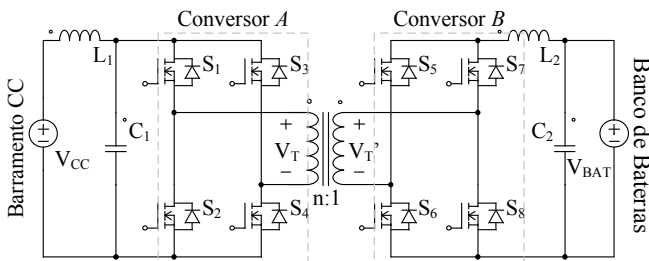 Conversor A
Conversor B
L1
S1
S3
S5
S7
L2
Barramento CC
VCC
C1
+
VT
−
+
VT'
−
n:1
C2
VBAT
Banco de Baterias
S2
S4
S6
S8